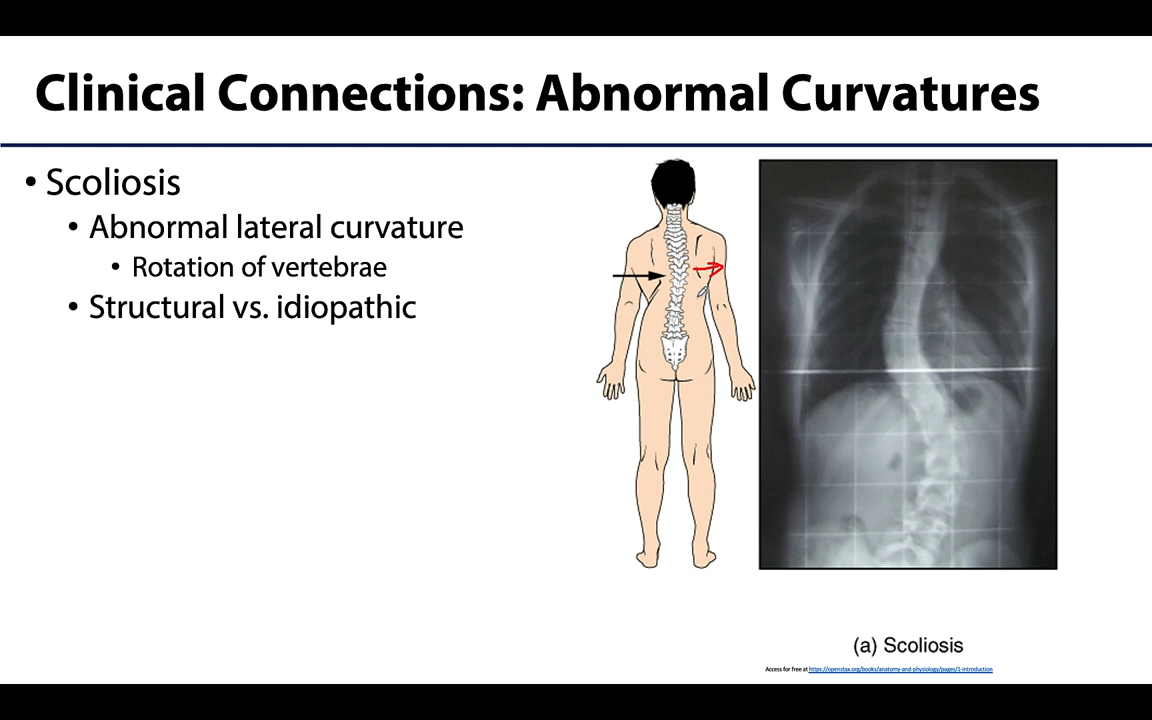 Clinical Connections: Abnormal Curvatures
• Scoliosis
• Abnormal lateral curvature
• Rotation of vertebrae
• Structural vs. idiopathic
(a) Scoliosis
Access for free at https://openstax.org/books/anatomy-and-physiology/pages/1-introduction